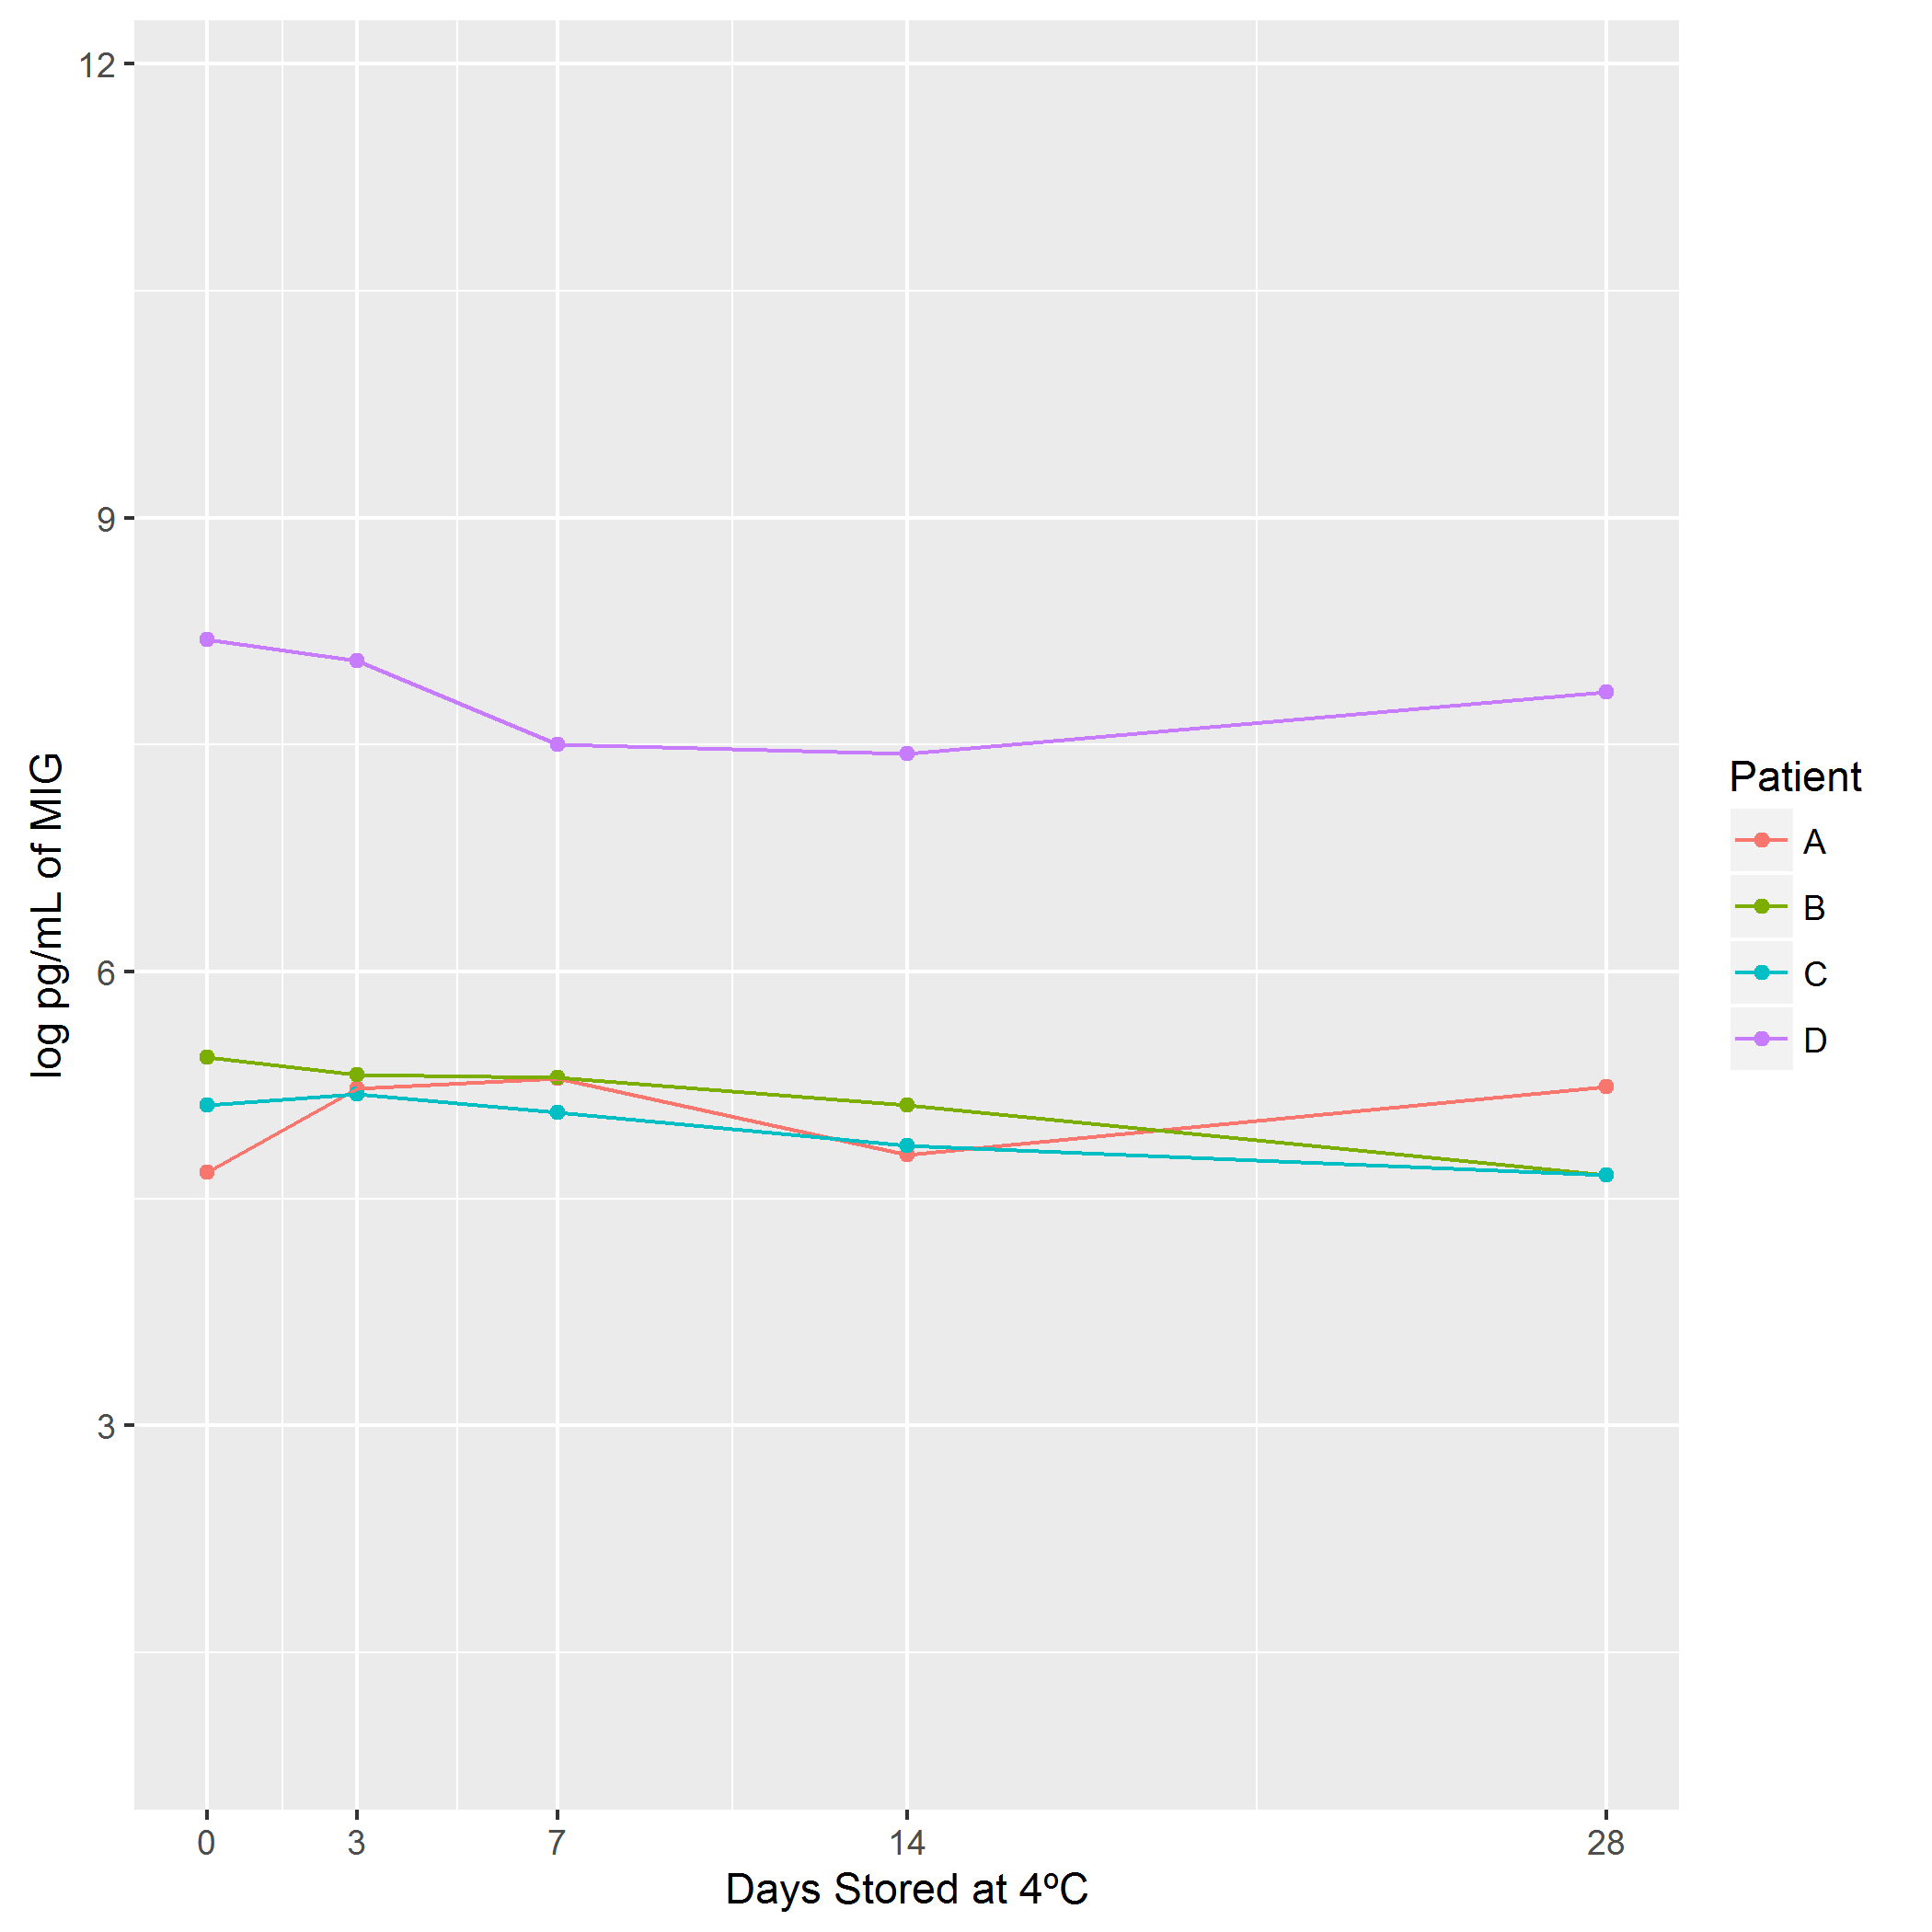 12
9
6
3
log pg/mL of MIG
0 3 7 14 28
Days Stored at 4ºC
Patient
A
B
C
D